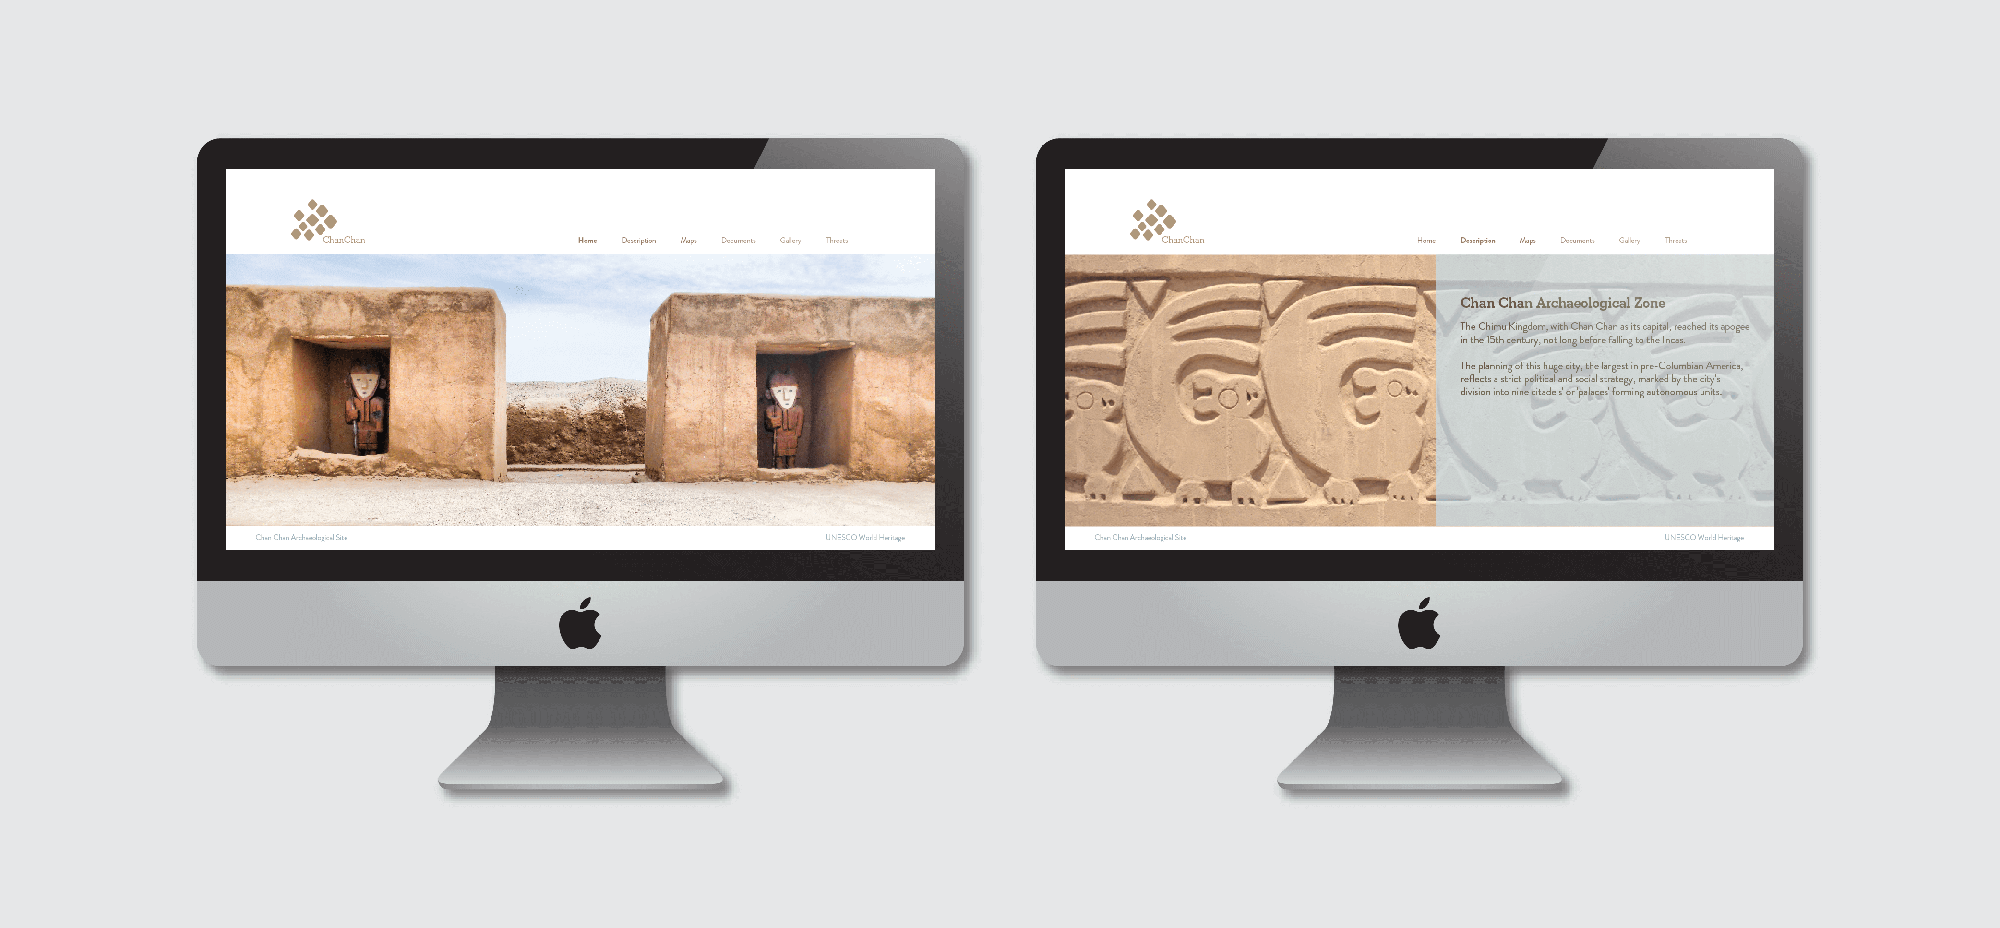 ChanChan
Home Description Maps Documents Gallery Threats
Chan Chan Archaeological Site
UNESCO World Heritage
ChanChan
Home Description Maps Documents Gallery Threats
Chan Chan Archaeological Zone
The Chimu Kingdom, with Chan Chan as its capital, reached its apogee
in the 15th century, not long before falling to the Incas.
The planning of this huge city, the largest in pre-Columbian America,
reflects a strict political and social strategy, marked by the city's
division into nine 'citadels' or 'palaces' forming autonomous units.
Chan Chan Archaeological Site
UNESCO World Heritage